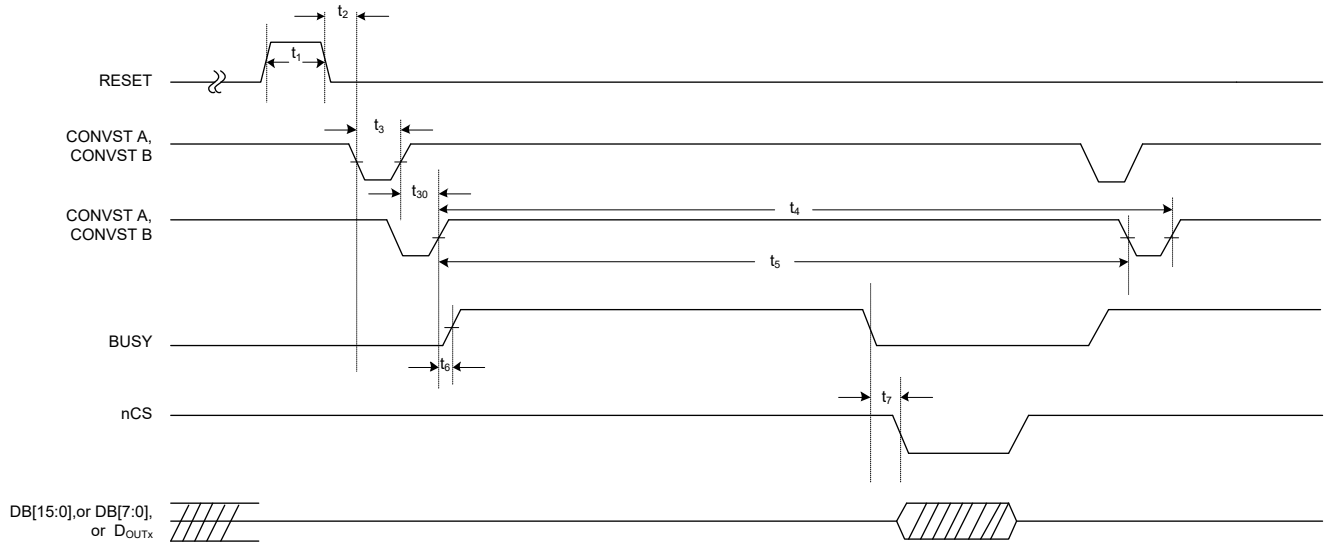 t2
t1
RESET
t3
CONVST A,
CONVST B
t30
CONVST A,
CONVST B
t4
t5
BUSY
t6
t7
nCS
DB[15:0],or DB[7:0],
or DOUTx